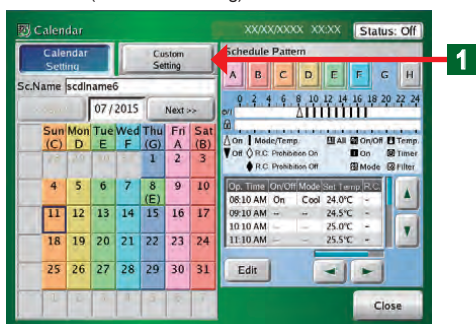 Calendar
XX/XX/XXXX XX:XX
Status: Off
Calendar Setting
Custom Setting
1
Sc.Name scdlname6
07/2015
Next >>
Sun Mon Tue Wed Thu Fri Sat
(C) D E F (G) A (B)
1 2 3
4 5 6 7 8 9 10
(E)
11 12 13 14 15 16 17
18 19 20 21 22 23 24
25 26 27 28 29 30 31
Schedule Pattern
A B C D E F G H
0 2 4 6 8 10 12 14 16 18 20 22 24
On Mode/Temp. All On/Off Temp.
Off R.C. Prohibition On On Timer
R.C. Prohibition Off Mode Filter
Op. Time On/Off Mode Set Temp R.C.
08:10 AM On Cool 24.0°C -
09:10 AM -- -- 24.5°C -
10:10 AM -- -- 25.0°C -
11:10 AM -- -- 25.5°C -
Edit
Close